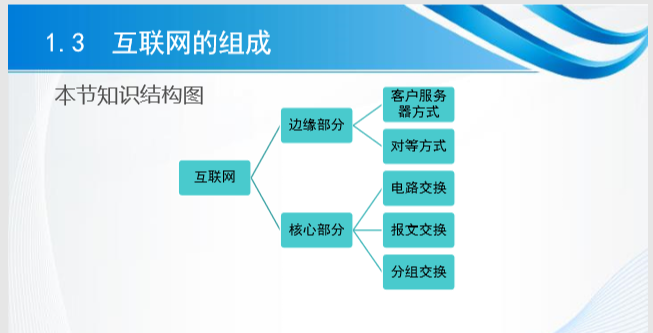 1.3 互联网的组成
本节知识结构图
互联网
边缘部分
客户服务
器方式
对等方式
核心部分
电路交换
报文交换
分组交换